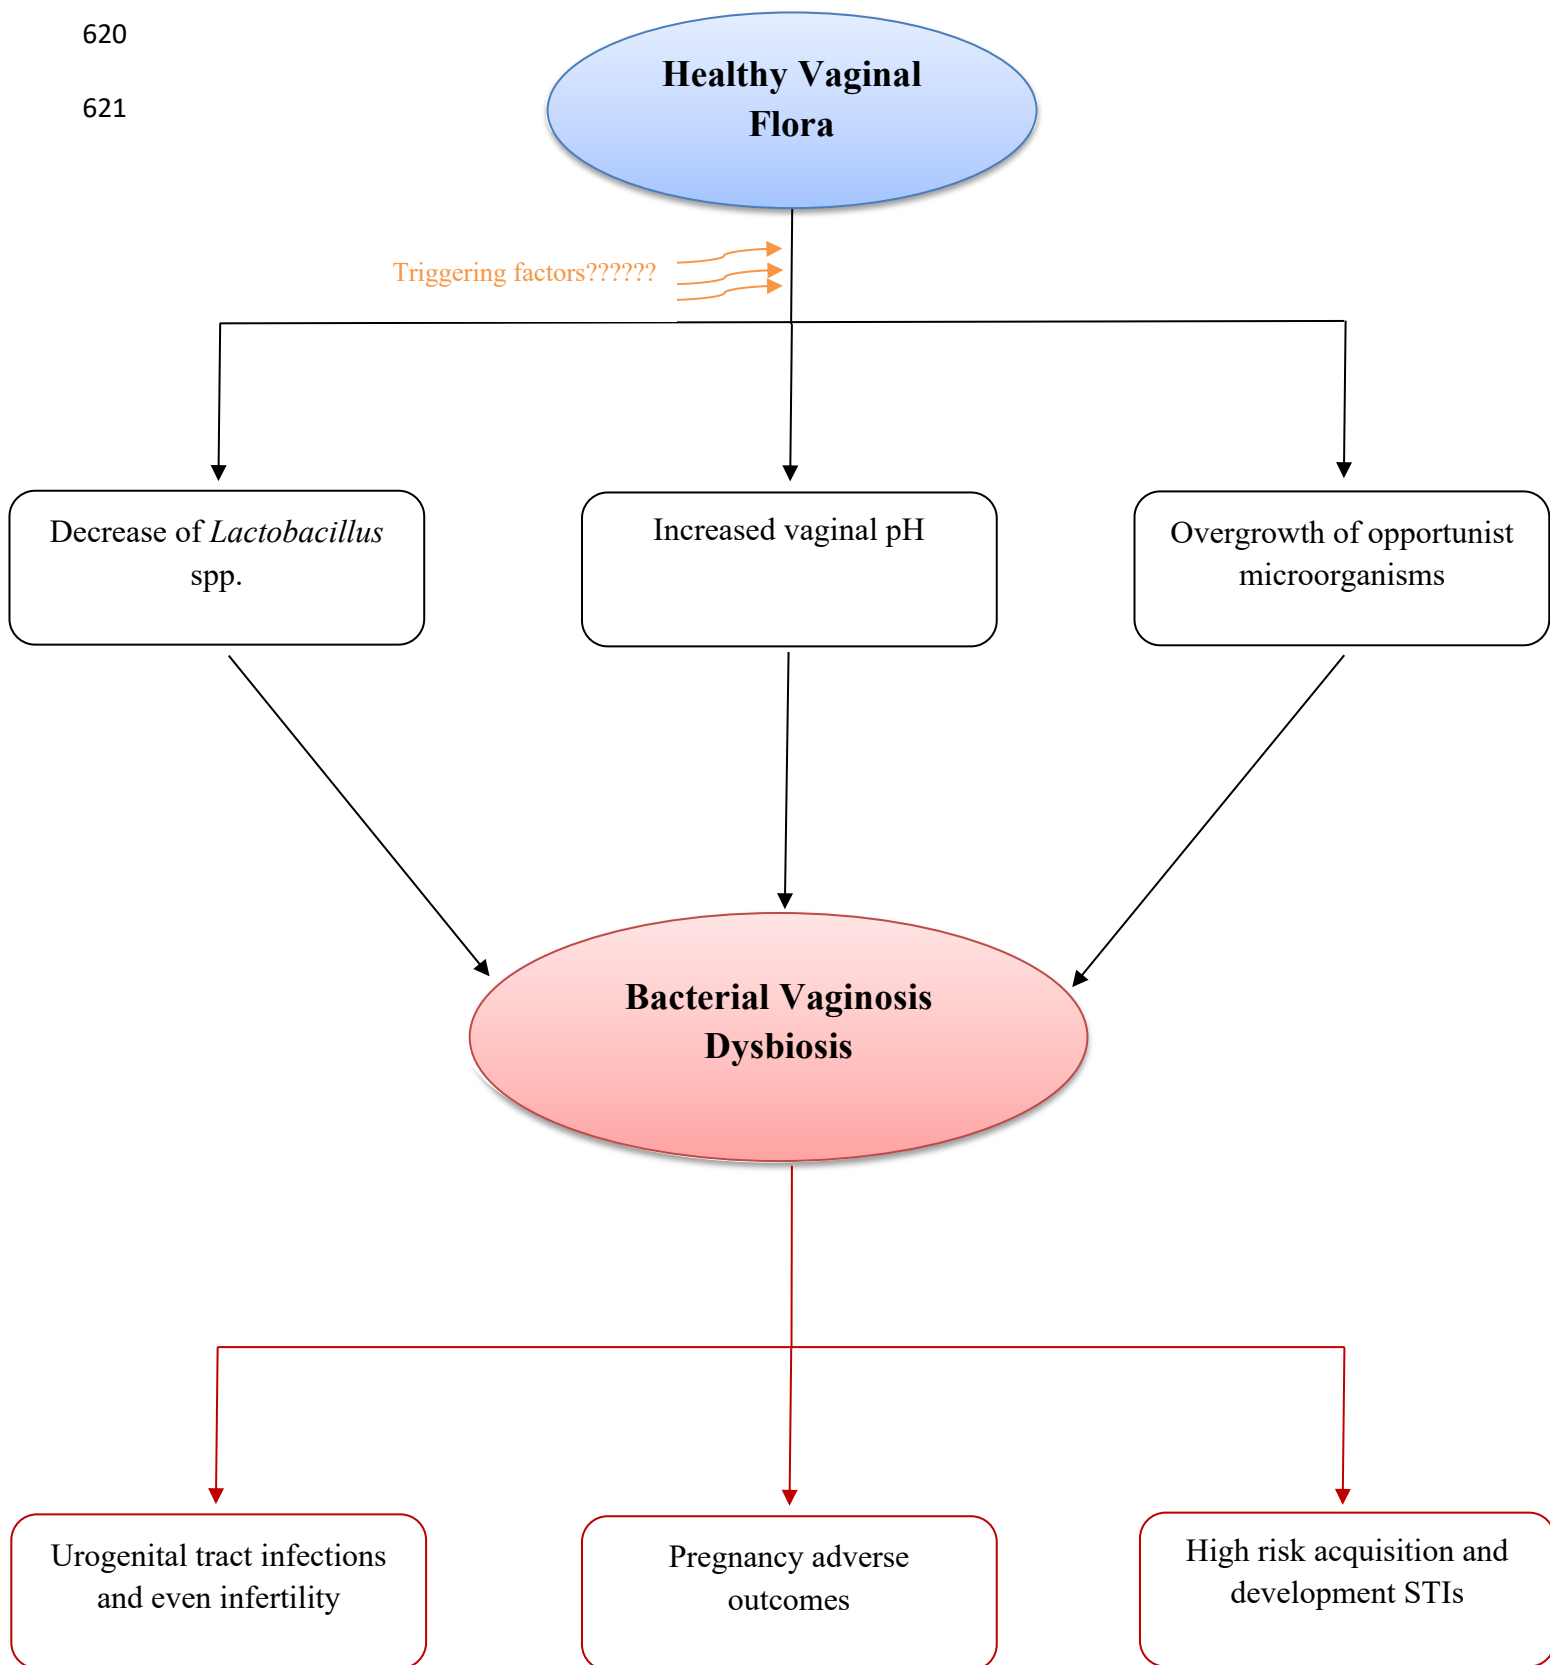 620
621
Healthy Vaginal
Flora
Triggering factors??????
Decrease of Lactobacillus
spp.
Increased vaginal pH
Overgrowth of opportunist
microorganisms
Bacterial Vaginosis
Dysbiosis
Urogenital tract infections
and even infertility
Pregnancy adverse
outcomes
High risk acquisition and
development STIs